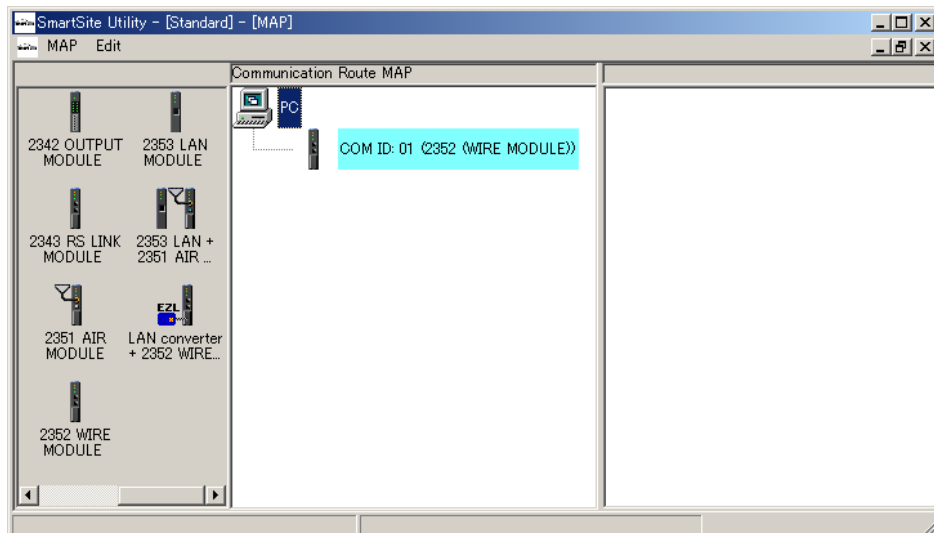 SmartSite Utility - [Standard] - [MAP]
MAP Edit
Communication Route MAP
PC
COM ID: 01 (2352 (WIRE MODULE))
2342 OUTPUT
MODULE
2353 LAN
MODULE
2343 RS LINK
MODULE
2353 LAN +
2351 AIR ...
2351 AIR
MODULE
EZL
LAN converter
+ 2352 WIRE...
2352 WIRE
MODULE